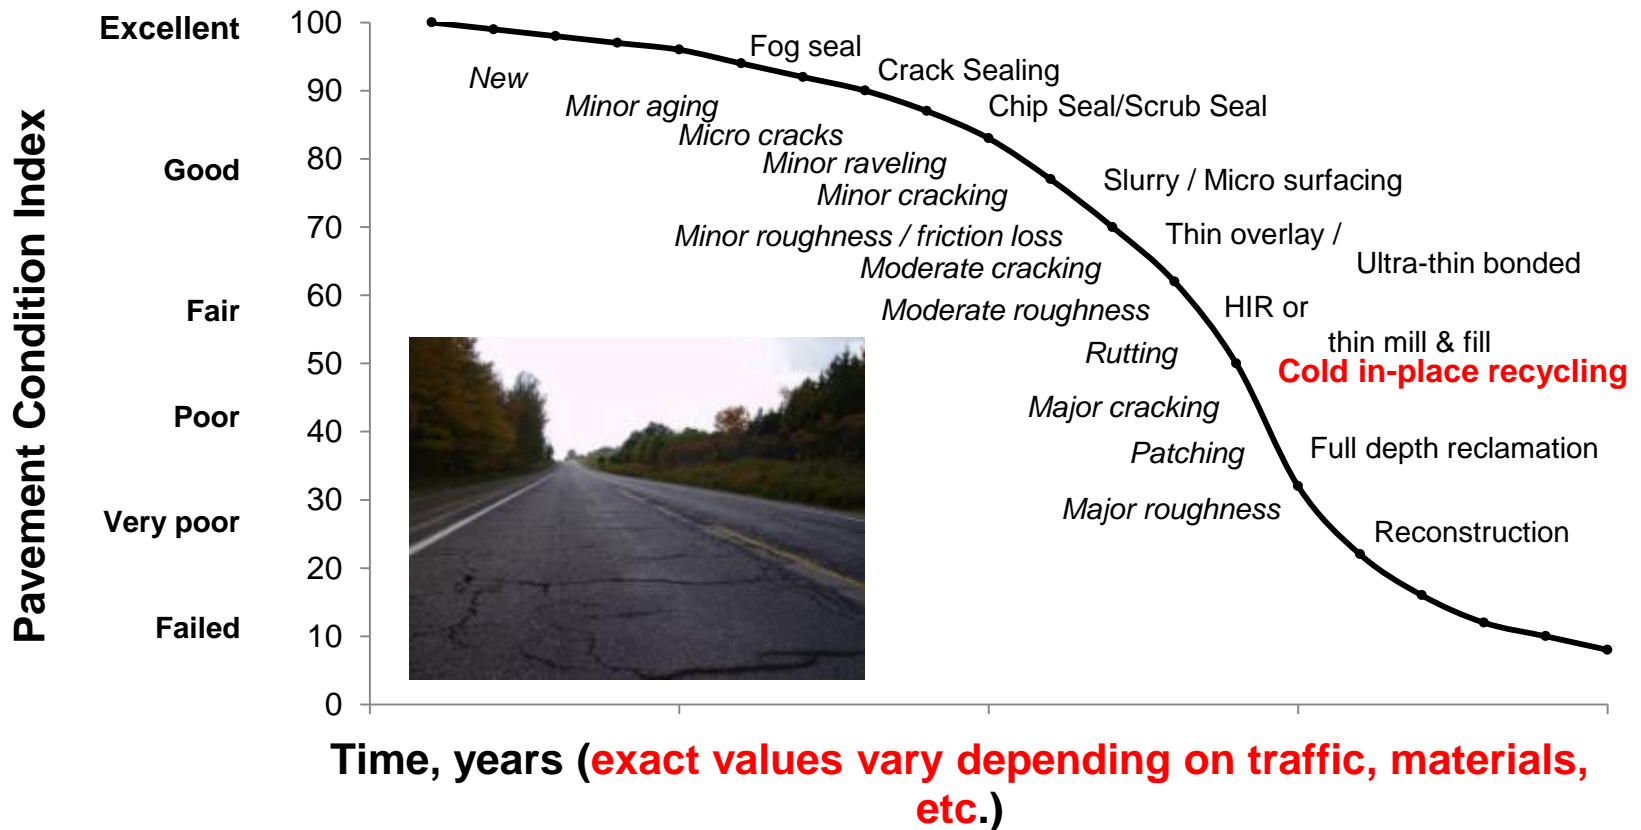 Pavement Condition Index
Excellent
Good
Fair
Poor
Very poor
Failed
100
90
80
70
60
50
40
30
20
10
0
New
Minor aging
Micro cracks
Minor raveling
Minor cracking
Minor roughness / friction loss
Moderate cracking
Moderate roughness
Rutting
Major cracking
Patching
Major roughness
Fog seal
Crack Sealing
Chip Seal/Scrub Seal
Slurry / Micro surfacing
Thin overlay /
Ultra-thin bonded
HIR or
thin mill & fill
Cold in-place recycling
Full depth reclamation
Reconstruction
Time, years (exact values vary depending on traffic, materials,
etc.)